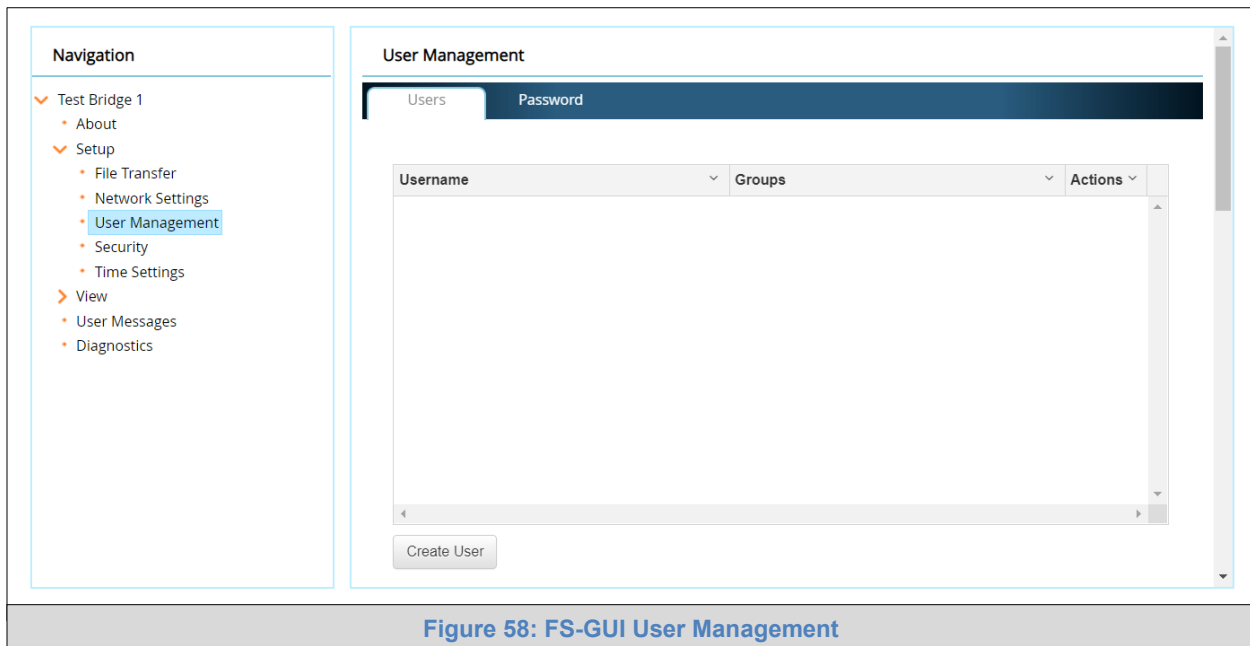 Navigation
Test Bridge 1
About
Setup
File Transfer
Network Settings
User Management
Security
Time Settings
View
User Messages
Diagnostics
User Management
Users Password
Username Groups Actions
Create User
Figure 58: FS-GUI User Management